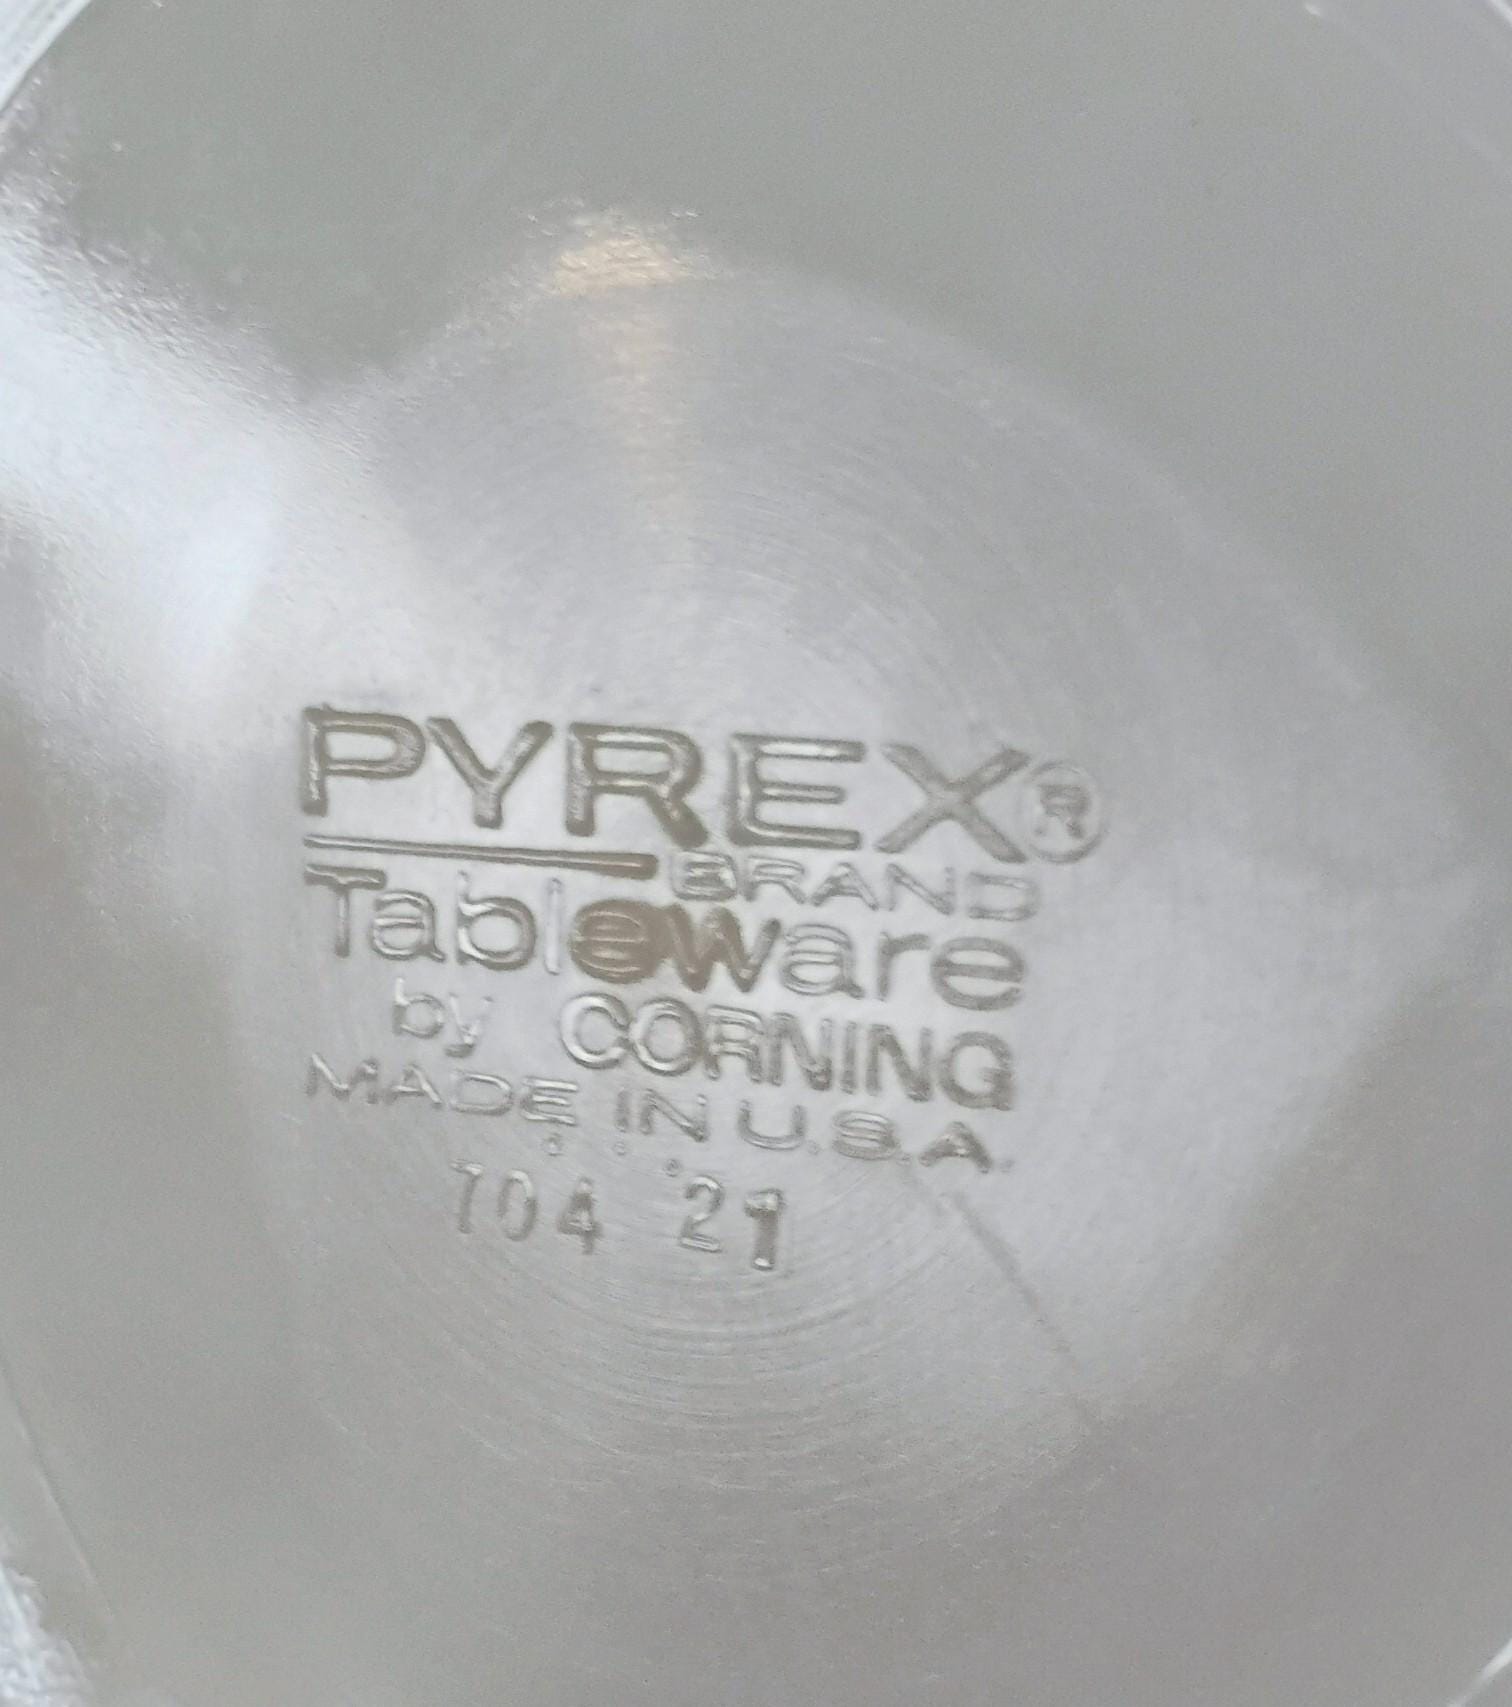 PYREX®
BRAND
Tableware
by CORNING
MADE IN U.S.A.
704 21